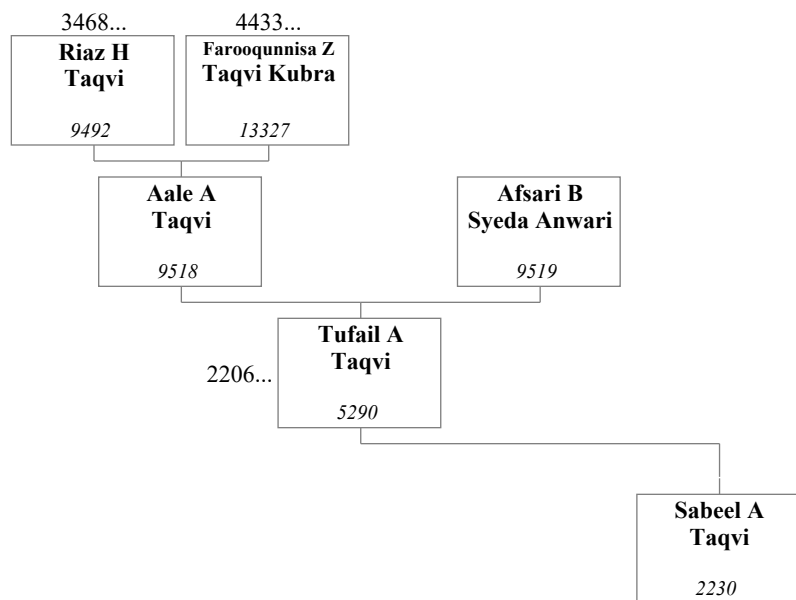 3468...
4433...
Riaz H
Taqvi
9492
Farooqunnisa Z
Taqvi Kubra
13327
Aale A
Taqvi
9518
Afsari B
Syeda Anwari
9519
2206...
Tufail A
Taqvi
5290
Sabeel A
Taqvi
2230